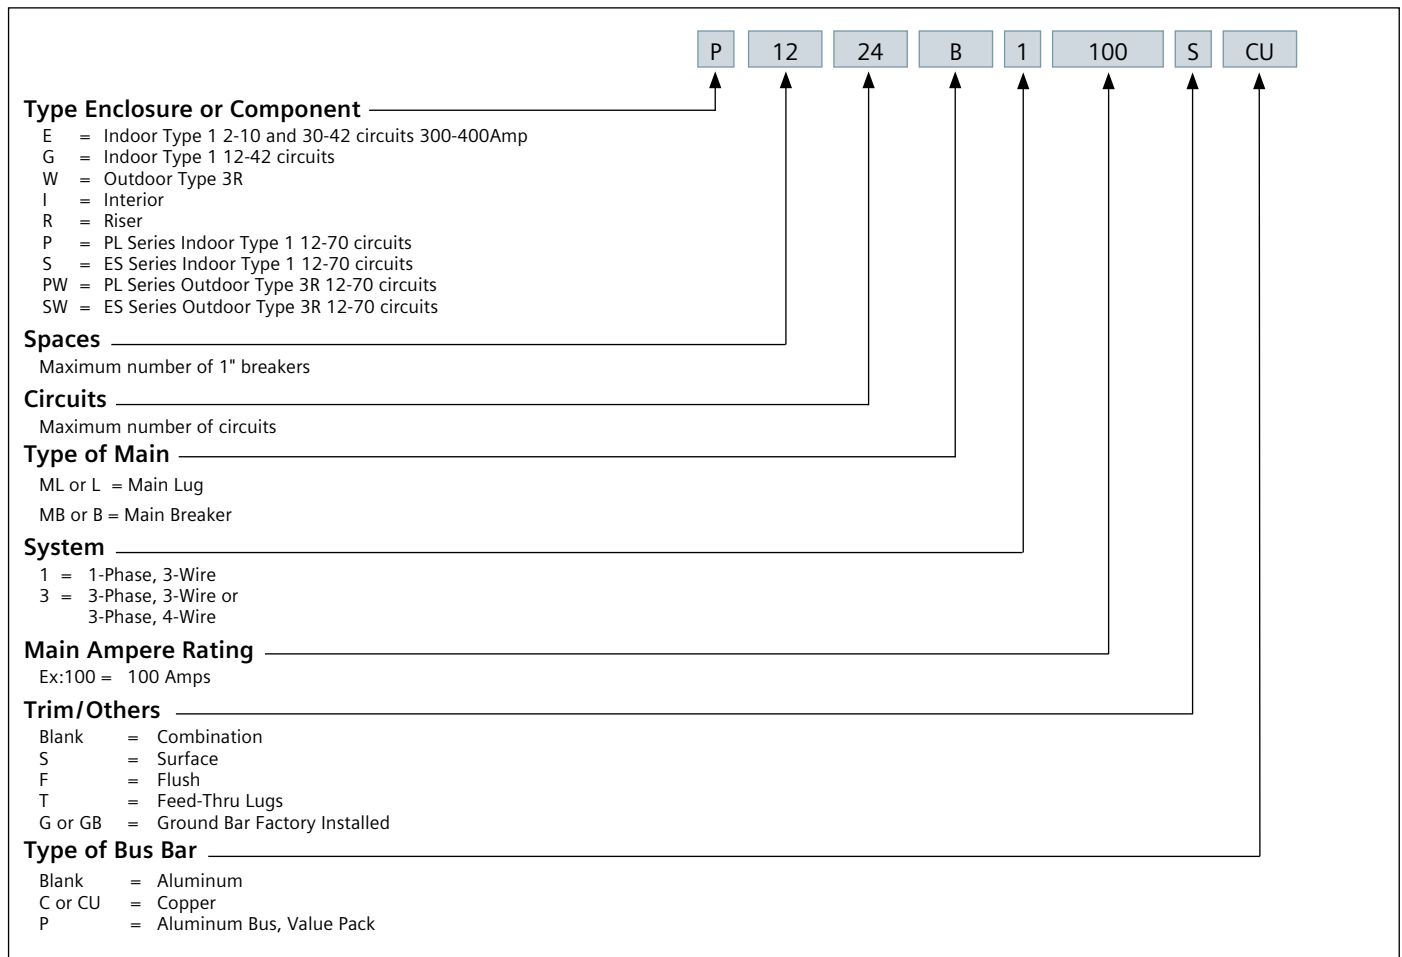 P 12 24 B 1 100 S CU
Type Enclosure or Component
E = Indoor Type 1 2-10 and 30-42 circuits 300-400Amp
G = Indoor Type 1 12-42 circuits
W = Outdoor Type 3R
I = Interior
R = Riser
P = PL Series Indoor Type 1 12-70 circuits
S = ES Series Indoor Type 1 12-70 circuits
PW = PL Series Outdoor Type 3R 12-70 circuits
SW = ES Series Outdoor Type 3R 12-70 circuits
Spaces
Maximum number of 1" breakers
Circuits
Maximum number of circuits
Type of Main
ML or L = Main Lug
MB or B = Main Breaker
System
1 = 1-Phase, 3-Wire
3 = 3-Phase, 3-Wire or
3-Phase, 4-Wire
Main Ampere Rating
Ex:100 = 100 Amps
Trim/Others
Blank = Combination
S = Surface
F = Flush
T = Feed-Thru Lugs
G or GB = Ground Bar Factory Installed
Type of Bus Bar
Blank = Aluminum
C or CU = Copper
P = Aluminum Bus, Value Pack